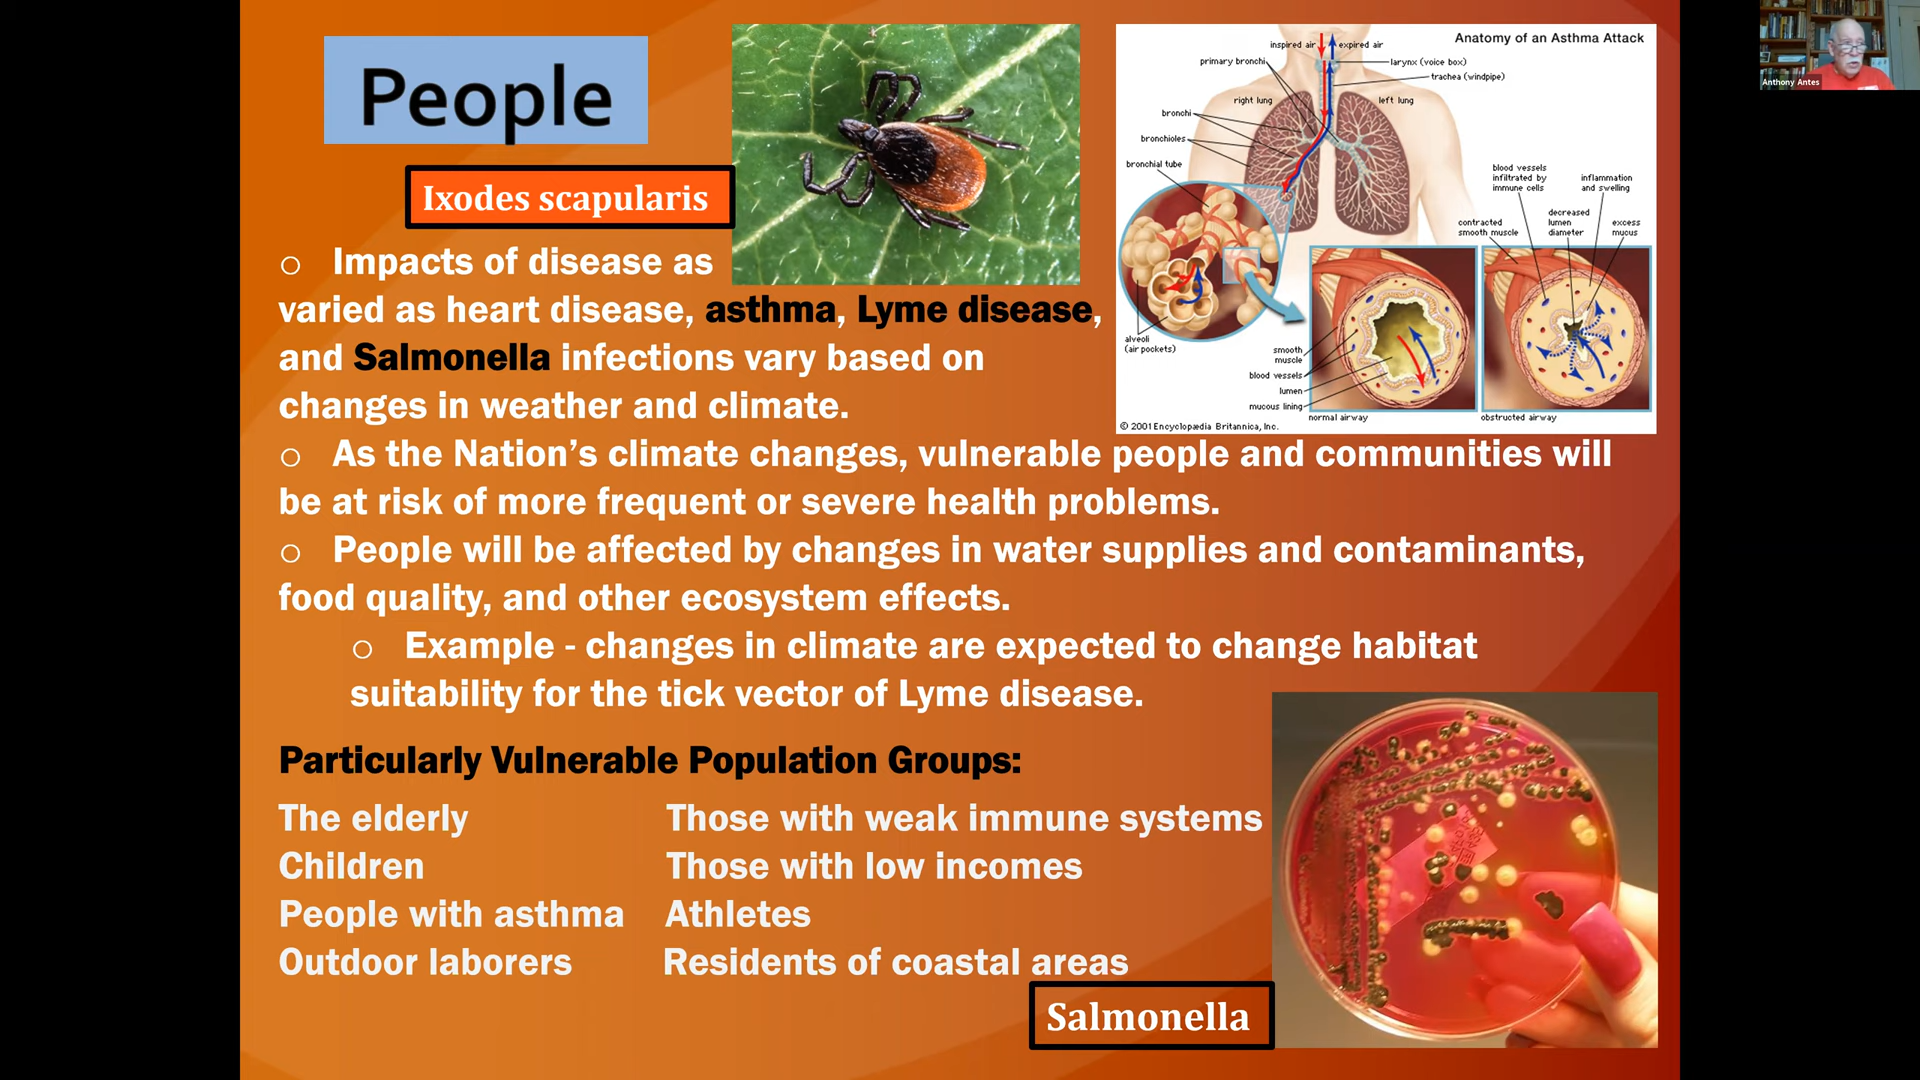 People
Ixodes scapularis
Impacts of disease as
varied as heart disease, asthma, Lyme disease,
and Salmonella infections vary based on
changes in weather and climate.
As the Nation’s climate changes, vulnerable people and communities will
be at risk of more frequent or severe health problems.
People will be affected by changes in water supplies and contaminants,
food quality, and other ecosystem effects.
Example - changes in climate are expected to change habitat
suitability for the tick vector of Lyme disease.
Particularly Vulnerable Population Groups:
The elderly
Children
People with asthma
Outdoor laborers
Those with weak immune systems
Those with low incomes
Athletes
Residents of coastal areas
Salmonella
Anatomy of an Asthma Attack
inspired air
expired air
primary bronchi
larynx (voice box)
trachea (windpipe)
right lung
left lung
bronchi
bronchioles
bronchial tube
alveoli
(air pockets)
blood vessels
infiltrated by
immune cells
inflammation
and swelling
contracted
smooth muscle
decreased
lumen
diameter
excess
mucus
smooth
muscle
blood vessels
lumen
mucous lining
normal airway
obstructed airway
© 2001 Encyclopædia Britannica, Inc.
Anthony Antes